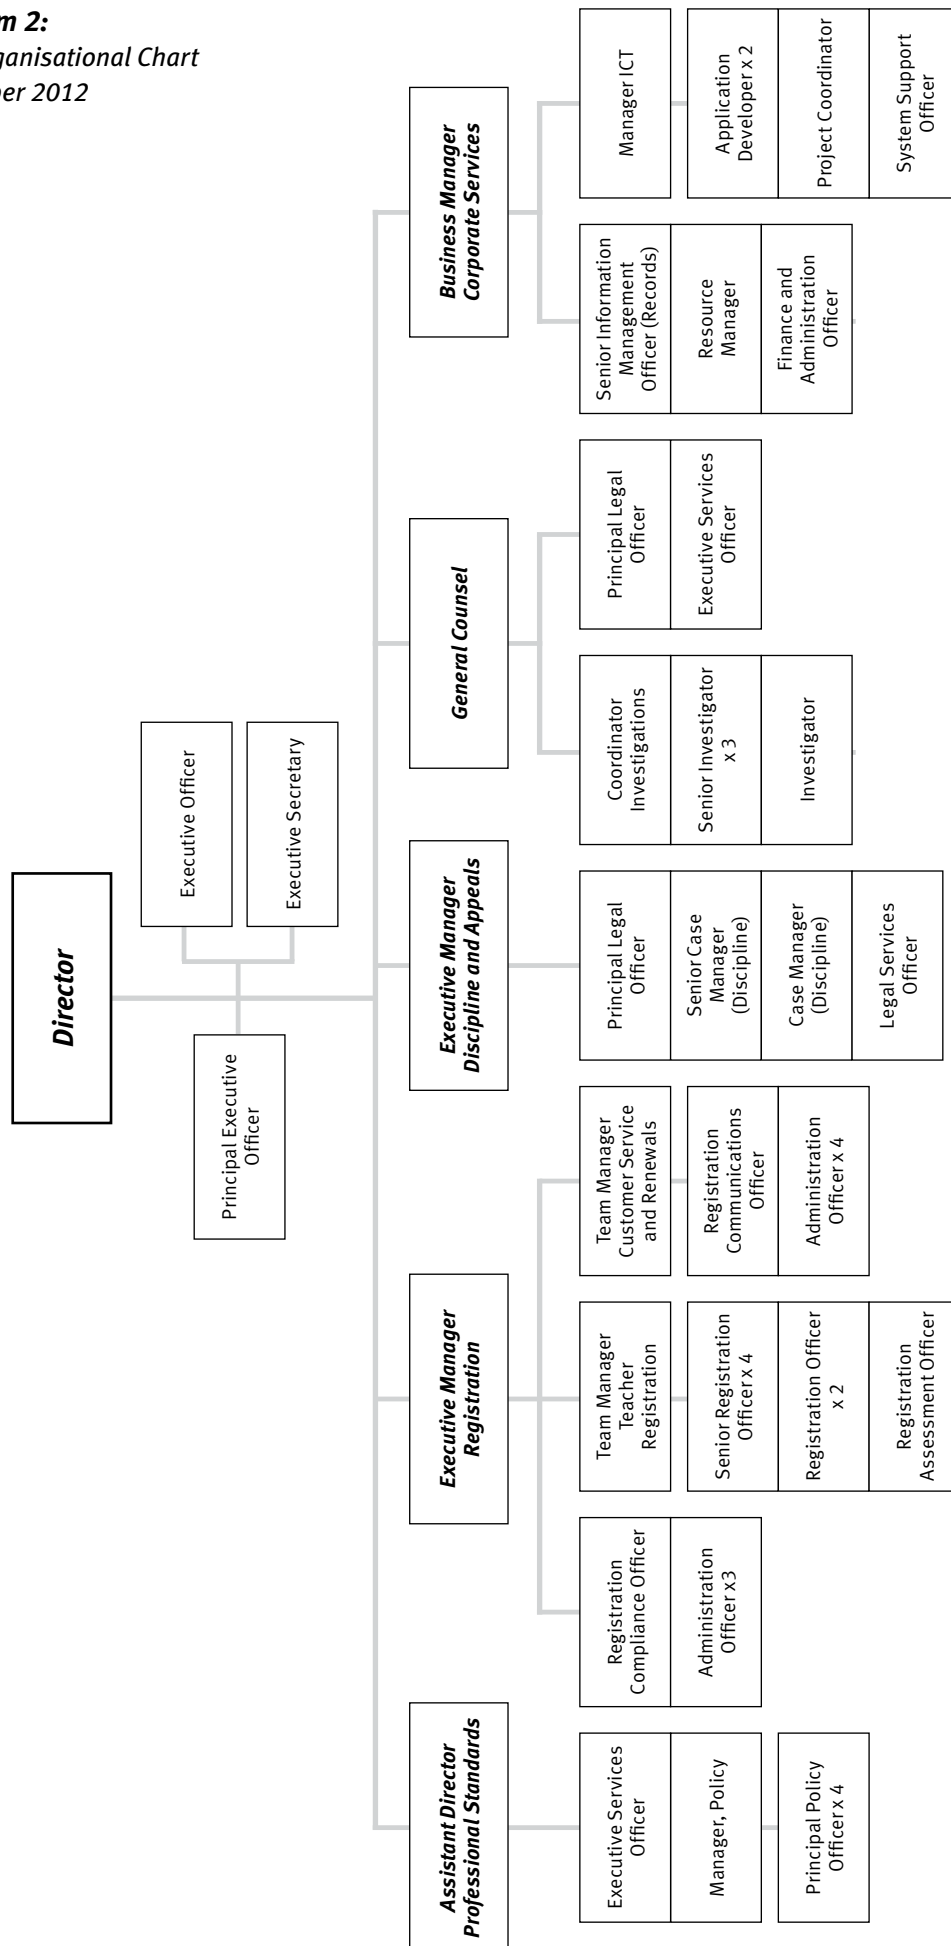 m 2:
ganisational Chart
ber 2012
Director
Principal Executive
Officer
Executive Officer
Executive Secretary
Assistant Director
Professional Standards
Executive Services
Officer
Manager, Policy
Principal Policy
Officer x 4
Executive Manager
Registration
Registration
Compliance Officer
Administration
Officer x3
Team Manager
Teacher
Registration
Senior Registration
Officer x 4
Registration Officer
x 2
Registration
Assessment Officer
Team Manager
Customer Service
and Renewals
Registration
Communications
Officer
Administration
Officer x 4
Executive Manager
Discipline and Appeals
Principal Legal
Officer
Senior Case
Manager
(Discipline)
Case Manager
(Discipline)
Legal Services
Officer
General Counsel
Coordinator
Investigations
Senior Investigator
x 3
Investigator
Principal Legal
Officer
Executive Services
Officer
Business Manager
Corporate Services
Senior Information
Management
Officer (Records)
Resource
Manager
Finance and
Administration
Officer
Manager ICT
Application
Developer x 2
Project Coordinator
System Support
Officer